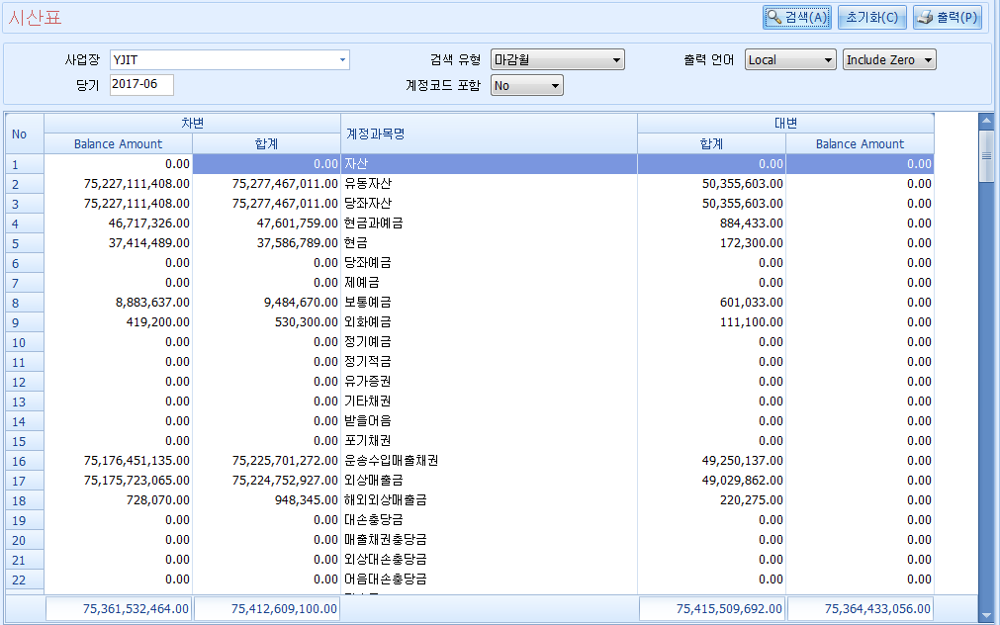 시산표 검색(A) 초기화(C) 출력(P)
사업장 YJIT 검색 유형 마감월 출력 언어 Local Include Zero
당기 2017-06 계정코드 포함 No
No 차변 계정과목명 대변
Balance Amount 합계 합계 Balance Amount
1 0.00 0.00 자산 0.00 0.00
2 75,227,111,408.00 75,277,467,011.00 유동자산 50,355,603.00 0.00
3 75,227,111,408.00 75,277,467,011.00 당좌자산 50,355,603.00 0.00
4 46,717,326.00 47,601,759.00 현금과예금 884,433.00 0.00
5 37,414,489.00 37,586,789.00 현금 172,300.00 0.00
6 0.00 0.00 당좌예금 0.00 0.00
7 0.00 0.00 제예금 0.00 0.00
8 8,883,637.00 9,484,670.00 보통예금 601,033.00 0.00
9 419,200.00 530,300.00 외화예금 111,100.00 0.00
10 0.00 0.00 정기예금 0.00 0.00
11 0.00 0.00 정기적금 0.00 0.00
12 0.00 0.00 유가증권 0.00 0.00
13 0.00 0.00 기타채권 0.00 0.00
14 0.00 0.00 받을어음 0.00 0.00
15 0.00 0.00 포기채권 0.00 0.00
16 75,176,451,135.00 75,225,701,272.00 운송수입매출채권 49,250,137.00 0.00
17 75,175,723,065.00 75,224,752,927.00 외상매출금 49,029,862.00 0.00
18 728,070.00 948,345.00 해외외상매출금 220,275.00 0.00
19 0.00 0.00 대손충당금 0.00 0.00
20 0.00 0.00 매출채권충당금 0.00 0.00
21 0.00 0.00 외상대손충당금 0.00 0.00
22 0.00 0.00 어음대손충당금 0.00 0.00
75,361,532,464.00 75,412,609,100.00 75,415,509,692.00 75,364,433,056.00